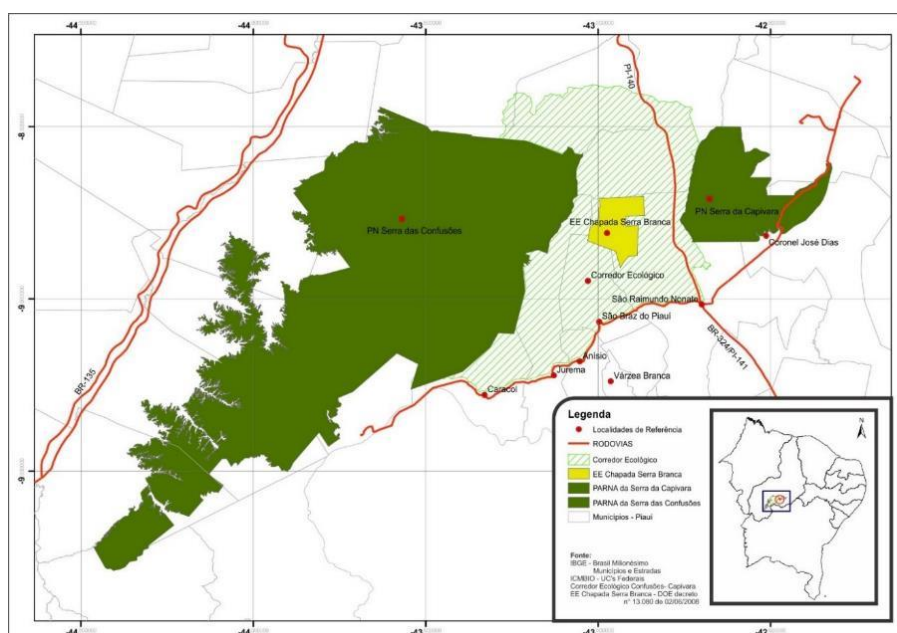 -44
-44
-43
-43
-42
-8
-9
-9
PI-140
BR-135
PN Serra das Confusões
EE Chapada Serra Branca
PN Serra da Capivara
Coronel José Dias
Corredor Ecológico
São Raimundo Nonato
São Braz do Piauí
BR-324/PI-141
Anísio
Jurema
Várzea Branca
Caracol
Legenda
Localidades de Referência
RODOVIAS
Corredor Ecológico
EE Chapada Serra Branca
PARNA da Serra da Capivara
PARNA da Serra das Confusões
Municípios - Piauí
Fonte:
IBGE - Brasil Milionésimo
Municípios e Estradas
ICMBIO - UC's Federais
Corredor Ecológico Confusões- Capivara
EE Chapada Serra Branca - DOE decreto
n° 13.080 de 02/06/2008
N
-44
-44
-43
-43
-42